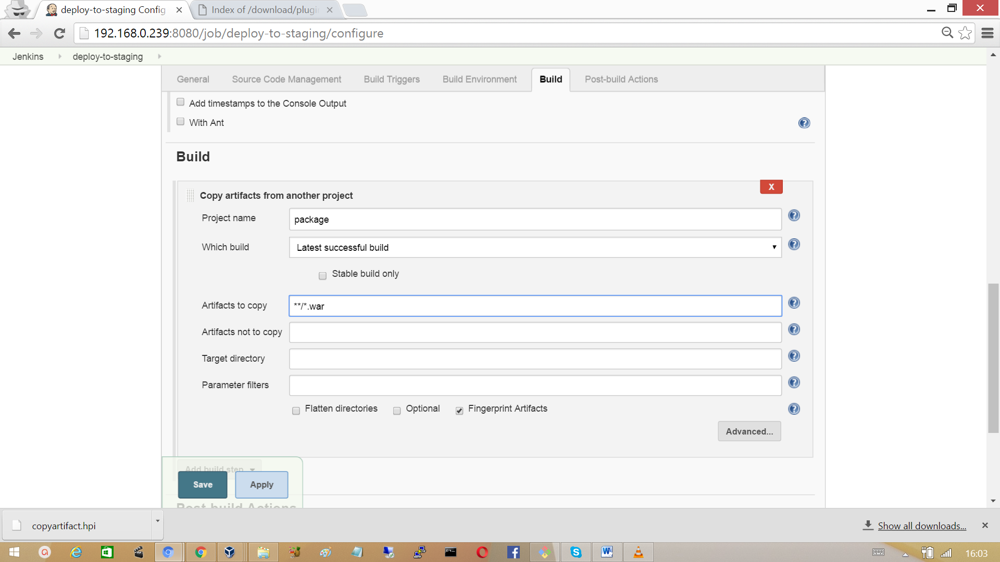 deploy-to-staging Config
Index of /download/plugi
192.168.0.239:8080/job/deploy-to-staging/configure
Jenkins
deploy-to-staging
General
Source Code Management
Build Triggers
Build Environment
Build
Post-build Actions
Add timestamps to the Console Output
With Ant
Build
X
Copy artifacts from another project
Project name
package
Which build
Latest successful build
Stable build only
Artifacts to copy
**/*.war
Artifacts not to copy
Target directory
Parameter filters
Flatten directories
Optional
Fingerprint Artifacts
Advanced...
Add build step
Save
Apply
Post-build Actions
copyartifact.hpi
Show all downloads...
16:03